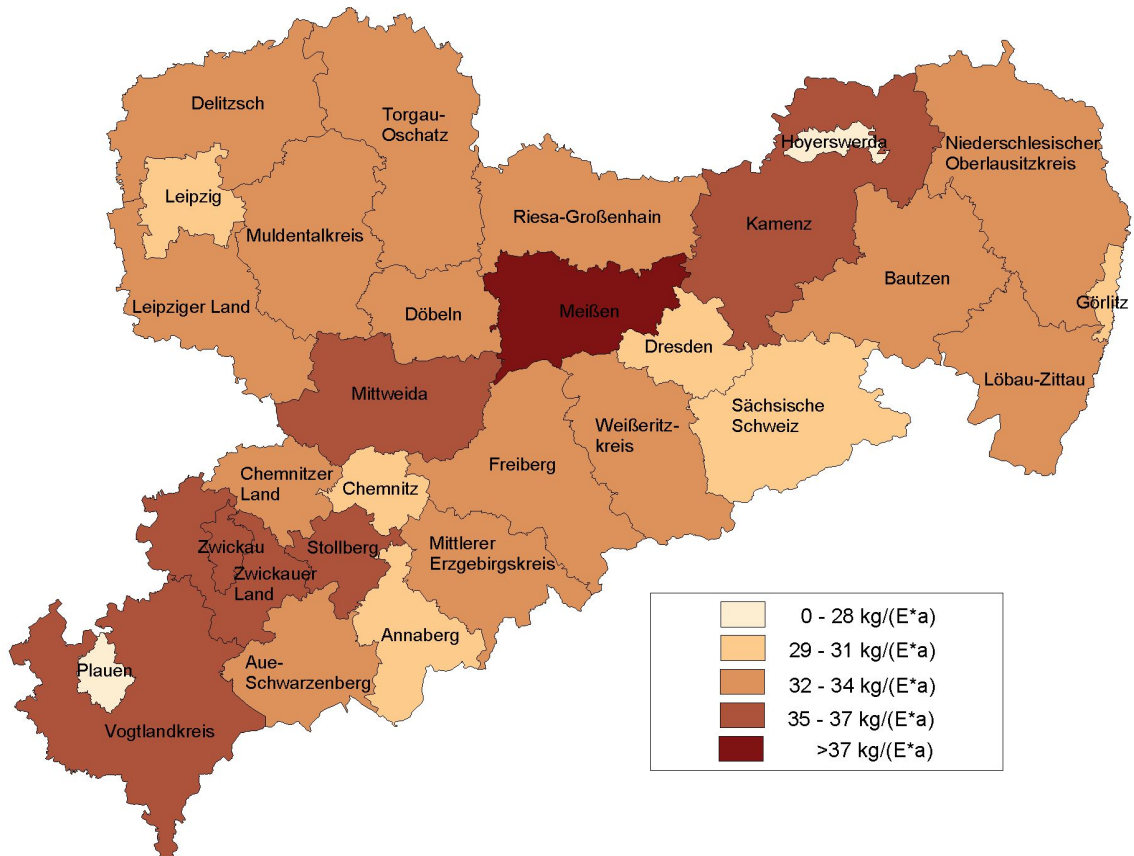 Delitzsch
Torgau-
Oschatz
Hoyerswerda
Niederschlesischer
Oberlausitzkreis
Leipzig
Riesa-Großenhain
Kamenz
Muldentalkreis
Bautzen
Leipziger Land
Döbeln
Meißen
Görlitz
Dresden
Löbau-Zittau
Mittweida
Sächsische
Schweiz
Weißeritz-
kreis
Freiberg
Chemnitzer
Land
Chemnitz
Zwickau
Stollberg
Mittlerer
Erzgebirgskreis
Zwickauer
Land
Annaberg
Plauen
Aue-
Schwarzenberg
Vogtlandkreis
0 - 28 kg/(E*a)
29 - 31 kg/(E*a)
32 - 34 kg/(E*a)
35 - 37 kg/(E*a)
>37 kg/(E*a)